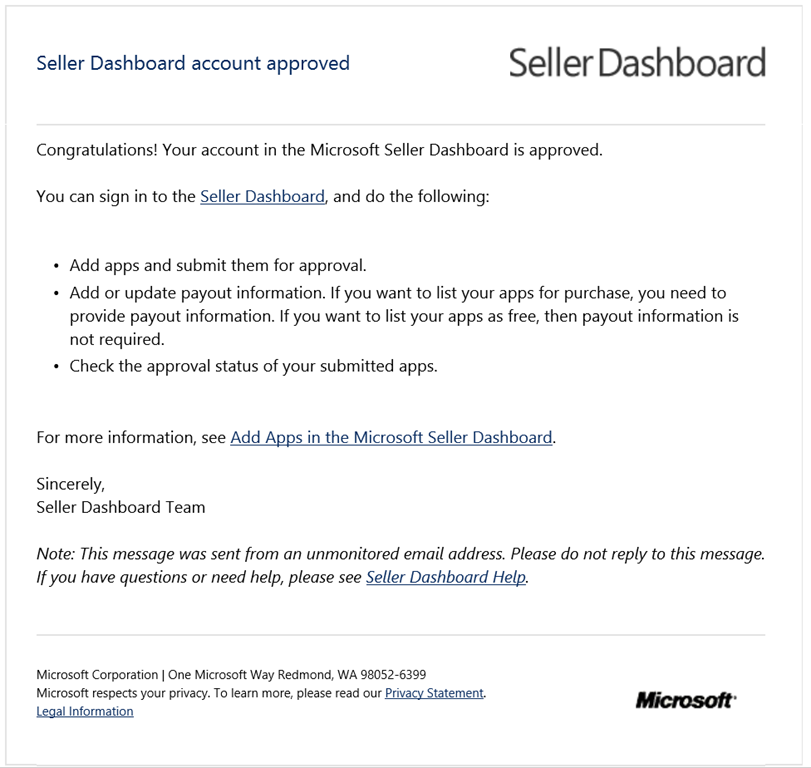 Seller Dashboard account approved
Seller Dashboard
Congratulations! Your account in the Microsoft Seller Dashboard is approved.
You can sign in to the Seller Dashboard, and do the following:
• Add apps and submit them for approval.
• Add or update payout information. If you want to list your apps for purchase, you need to
provide payout information. If you want to list your apps as free, then payout information is
not required.
• Check the approval status of your submitted apps.
For more information, see Add Apps in the Microsoft Seller Dashboard.
Sincerely,
Seller Dashboard Team
Note: This message was sent from an unmonitored email address. Please do not reply to this message.
If you have questions or need help, please see Seller Dashboard Help.
Microsoft Corporation | One Microsoft Way Redmond, WA 98052-6399
Microsoft respects your privacy. To learn more, please read our Privacy Statement.
Legal Information
Microsoft